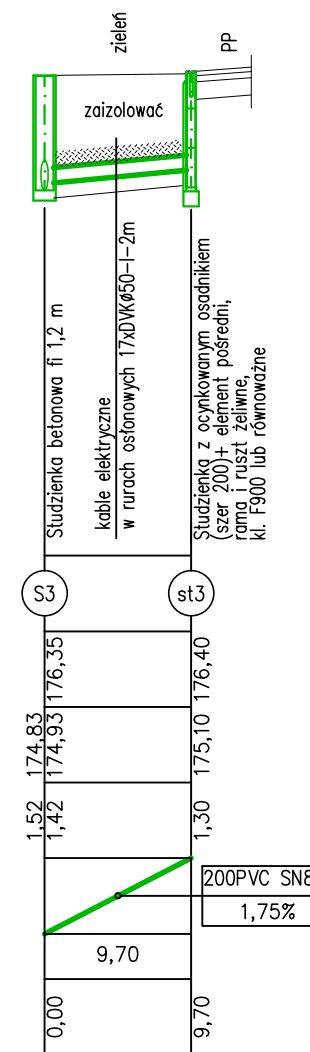 zieleń
PP
zaizolować
Studzienka betonowa fi 1,2 m
kable elektryczne
w rurach osłonowych 17xDVKø50-l-2m
Studzienka z ocynkowanym osadnikiem
(szer 200)+ element pośredni,
rama i ruszt żeliwne,
kl. F900 lub równoważne
S3
st3
176,35
176,40
174,83
174,93
175,10
1,52
1,42
1,30
200PVC SN8
1,75%
9,70
0,00
9,70